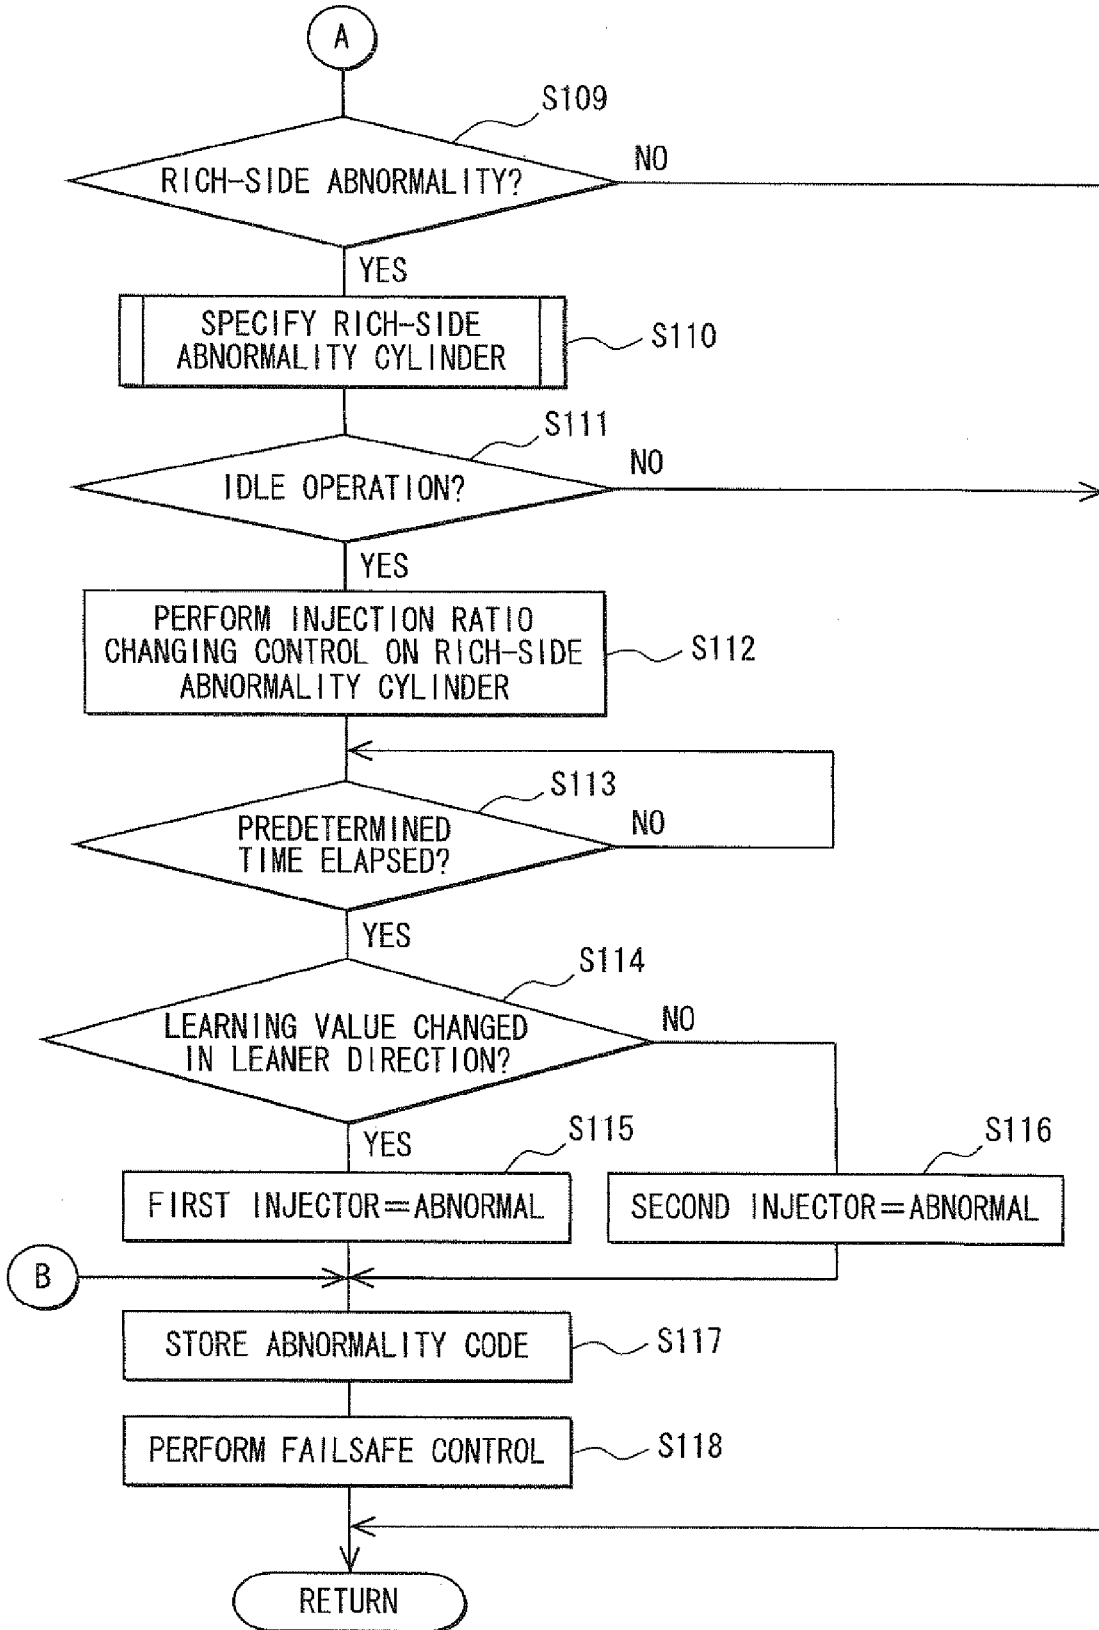 A
S109
RICH-SIDE ABNORMALITY?
NO
YES
SPECIFY RICH-SIDE
ABNORMALITY CYLINDER
S110
S111
IDLE OPERATION?
NO
YES
PERFORM INJECTION RATIO
CHANGING CONTROL ON RICH-SIDE
ABNORMALITY CYLINDER
S112
S113
PREDETERMINED
TIME ELAPSED?
NO
YES
S114
LEARNING VALUE CHANGED
IN LEANER DIRECTION?
NO
YES
S115
FIRST INJECTOR=ABNORMAL
S116
SECOND INJECTOR=ABNORMAL
B
STORE ABNORMALITY CODE
S117
PERFORM FAILSAFE CONTROL
S118
RETURN